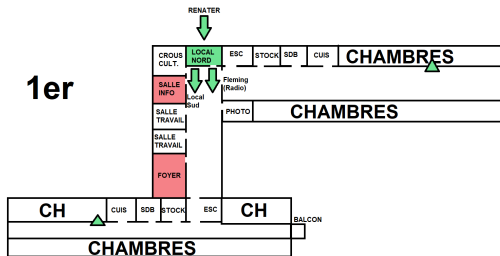 RENATER
CROUS
CULT.
LOCAL
NORD
ESC
STOCK
SDB
CUIS
CHAMBRES
1er
SALLE
INFO
Local
Sud
Fleming
(Radio)
SALLE
TRAVAIL
PHOTO
CHAMBRES
SALLE
TRAVAIL
FOYER
CH
CUIS
SDB
STOCK
ESC
CH
BALCON
CHAMBRES